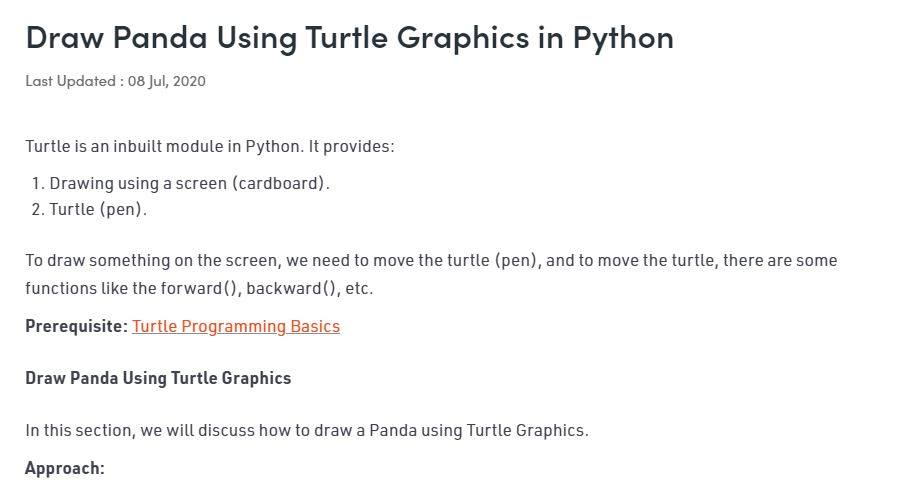 Draw Panda Using Turtle Graphics in Python
Last Updated : 08 Jul, 2020
Turtle is an inbuilt module in Python. It provides:
1. Drawing using a screen (cardboard).
2. Turtle (pen).
To draw something on the screen, we need to move the turtle (pen), and to move the turtle, there are some
functions like the forward(), backward(), etc.
Prerequisite: Turtle Programming Basics
Draw Panda Using Turtle Graphics
In this section, we will discuss how to draw a Panda using Turtle Graphics.
Approach: